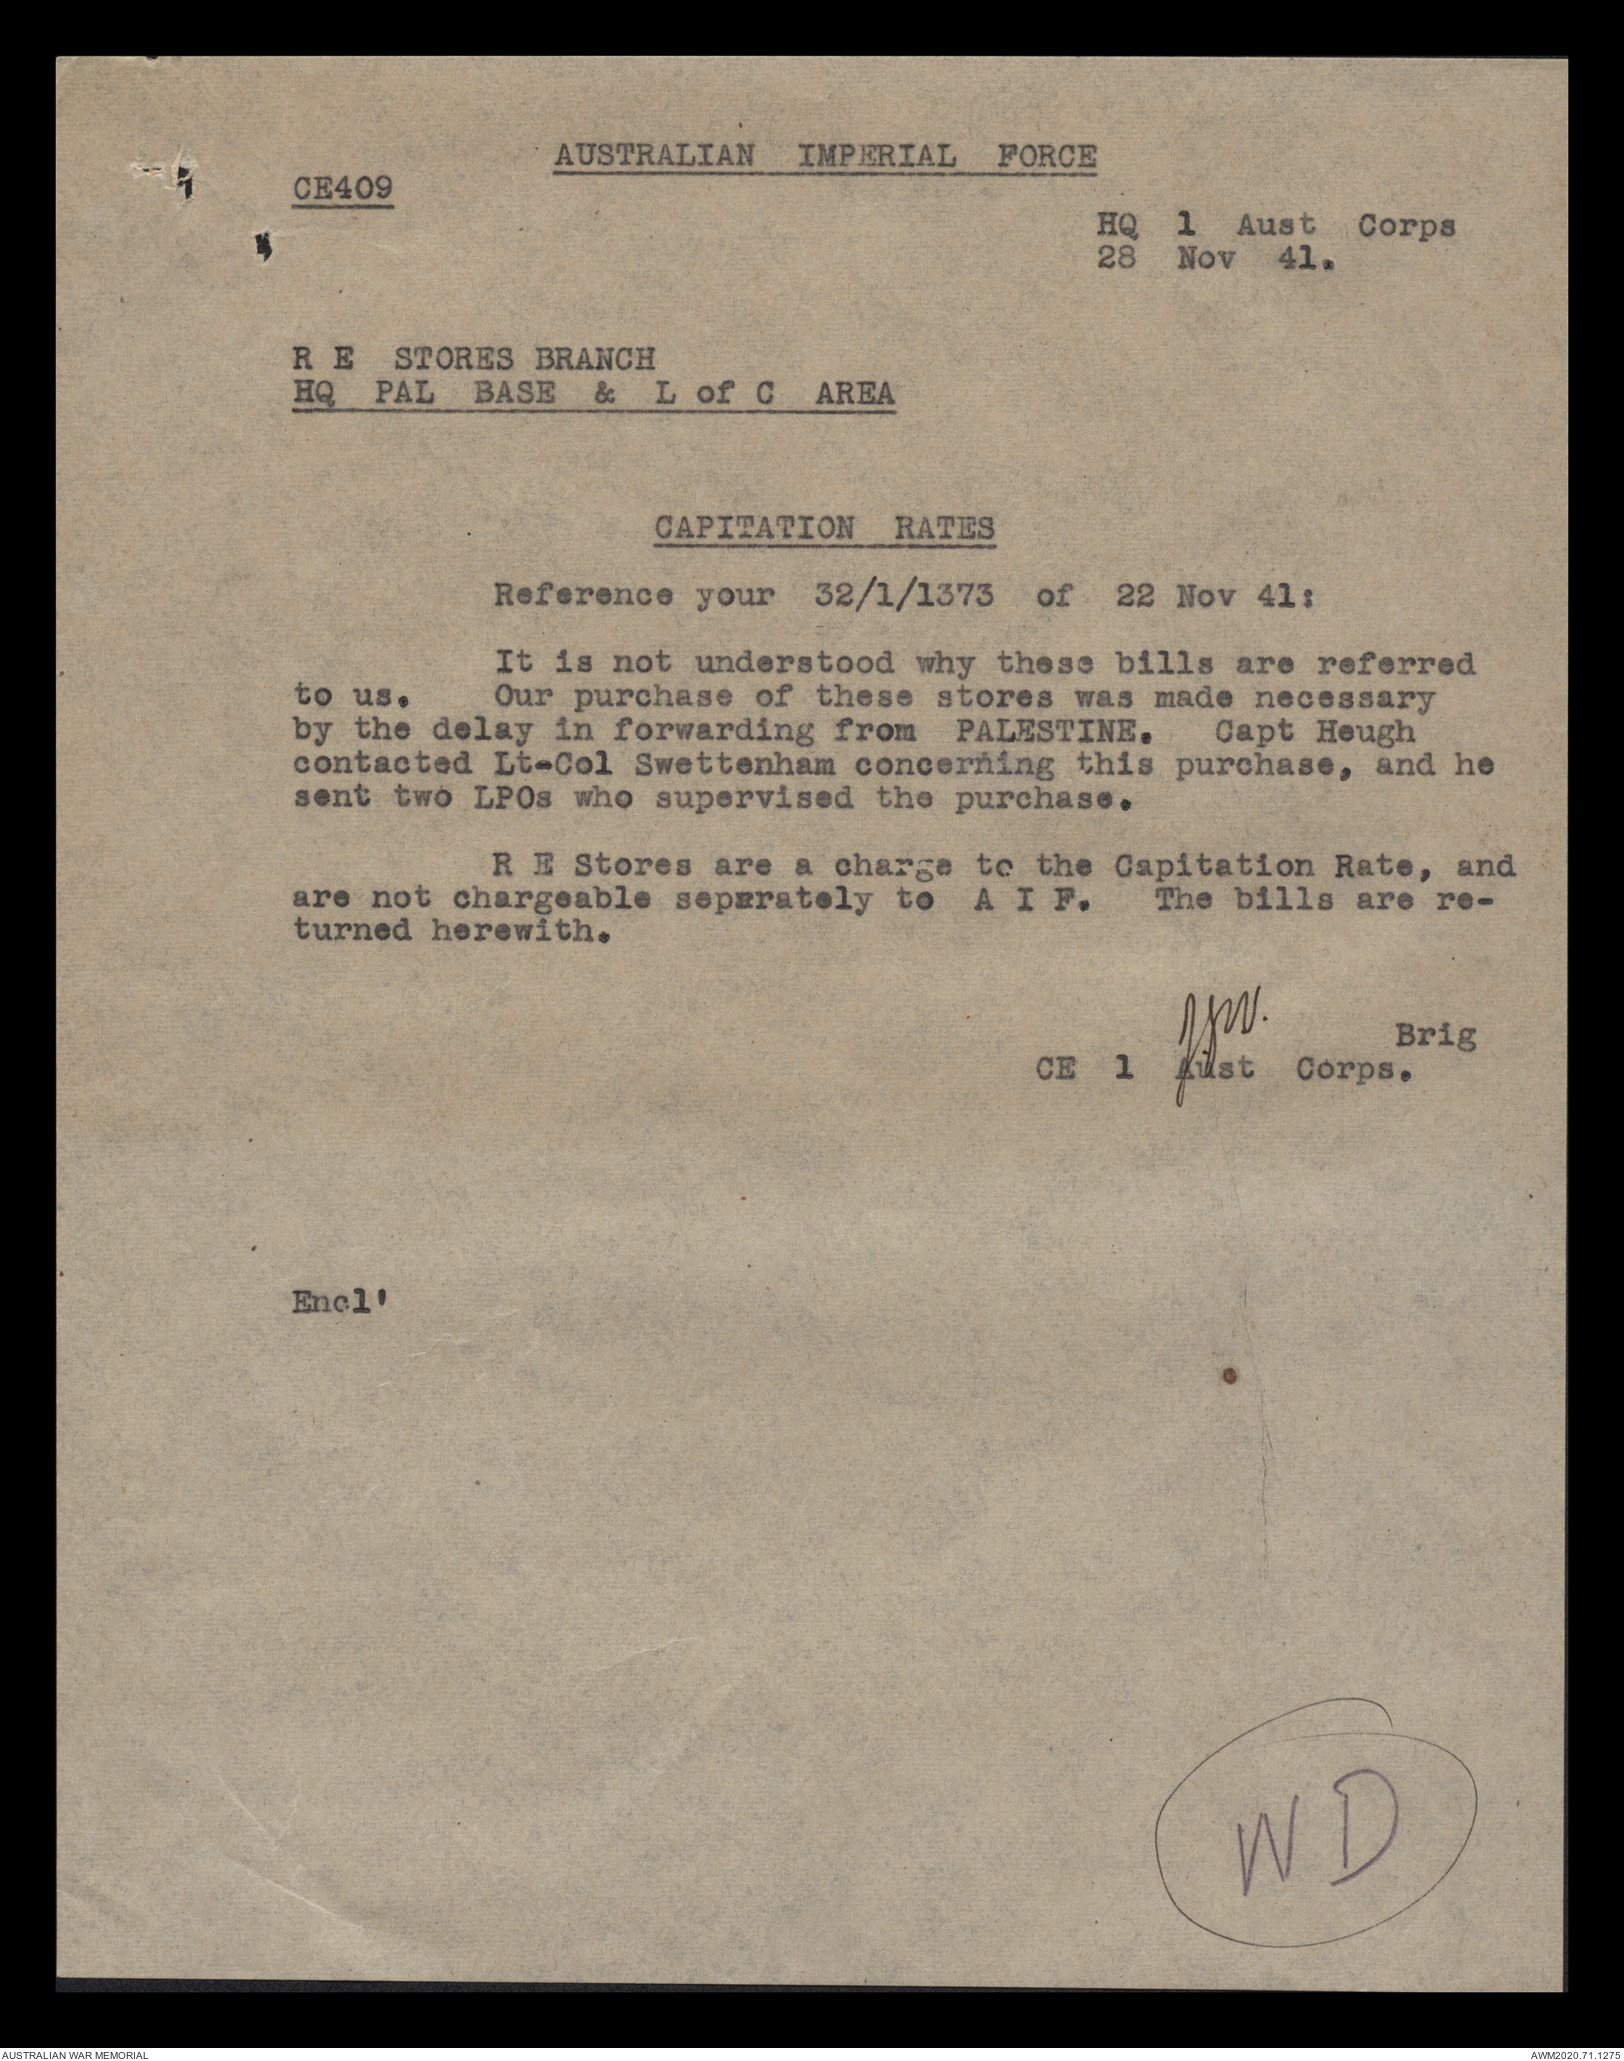 AUSTRALIAN IMPERIAL FORCE
CE409
HQ 1 Aust Corps
28 Nov 41.
R E STORES BRANCH
HQ PAL BASE & L of C AREA
CAPITATION RATES
Reference your 32/1/1373 of 22 Nov 41:
It is not understood why these bills are referred
to us. Our purchase of these stores was made necessary
by the delay in forwarding from PALESTINE. Capt Heugh
contacted Lt-Col Swettenham concerning this purchase, and he
sent two LPOs who supervised the purchase.
R E Stores are a charge to the Capitation Rate, and
are not chargeable separately to A I F. The bills are re-
turned herewith.
Brig
CE 1 Aust Corps.
Encl'
WD
AUSTRALIAN WAR MEMORIAL
AWM2020.71.1275